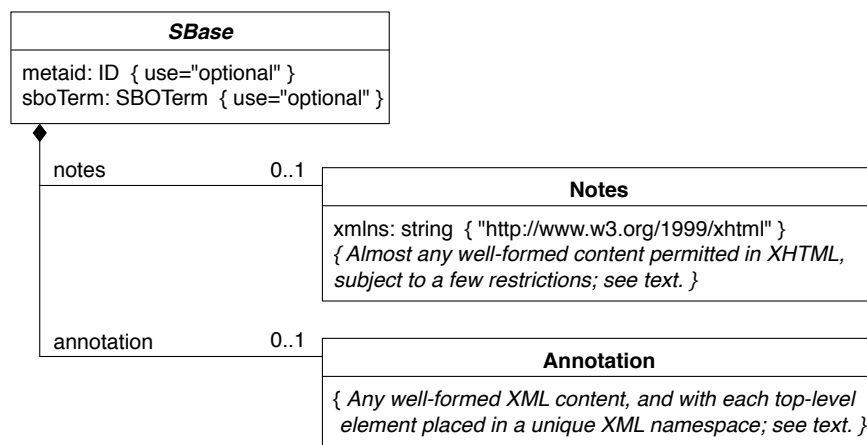 SBase
metaid: ID { use="optional" }
sboTerm: SBOTerm { use="optional" }
notes 0..1
Notes
xmlns: string { "http://www.w3.org/1999/xhtml" }
{ Almost any well-formed content permitted in XHTML,
subject to a few restrictions; see text. }
annotation 0..1
Annotation
{ Any well-formed XML content, and with each top-level
element placed in a unique XML namespace; see text. }